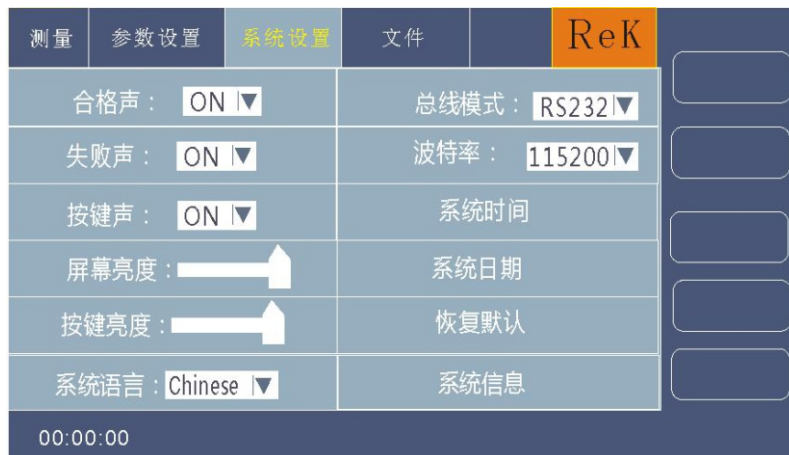 测量 参数设置 系统设置 文件 ReK
合格声： ON 总线模式： RS232
失败声： ON 波特率： 115200
按键声： ON 系统时间
屏幕亮度： 系统日期
按键亮度： 恢复默认
系统语言：Chinese 系统信息
00:00:00